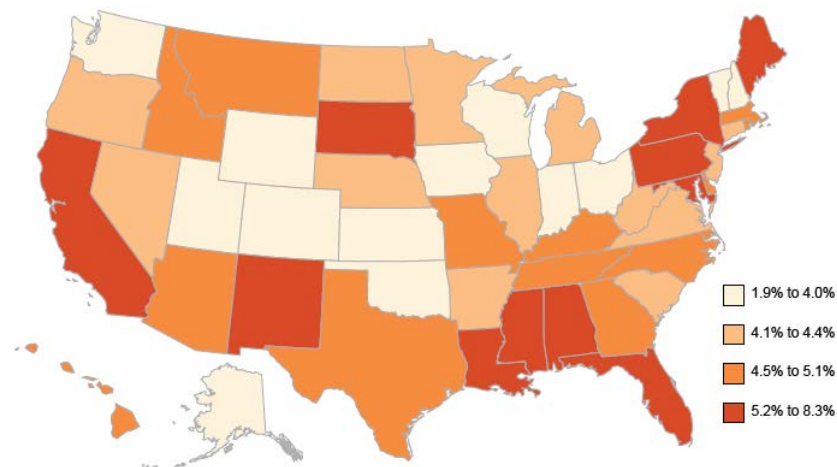 1.9% to 4.0%
4.1% to 4.4%
4.5% to 5.1%
5.2% to 8.3%